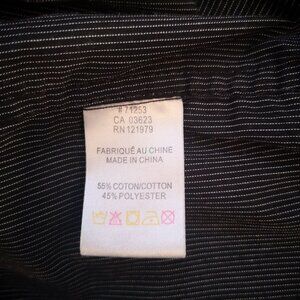 # 71253
CA 03623
RN 121979
FABRIQUÉ AU CHINE
MADE IN CHINA
55% COTON/COTTON
45% POLYESTER